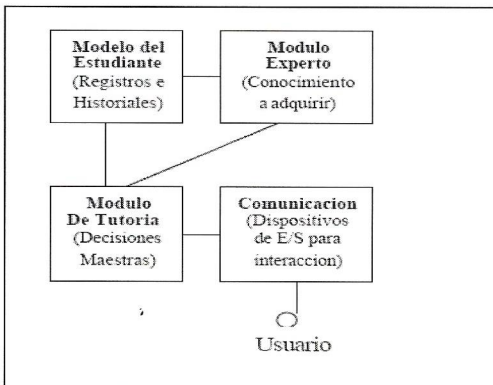 Modelo del
Estudiante
(Registros e
Historiales)
Modulo
Experto
(Conocimiento
a adquirir)
Modulo
De Tutoria
(Decisiones
Maestras)
Comunicacion
(Dispositivos
de E/S para
interaccion)
Usuario